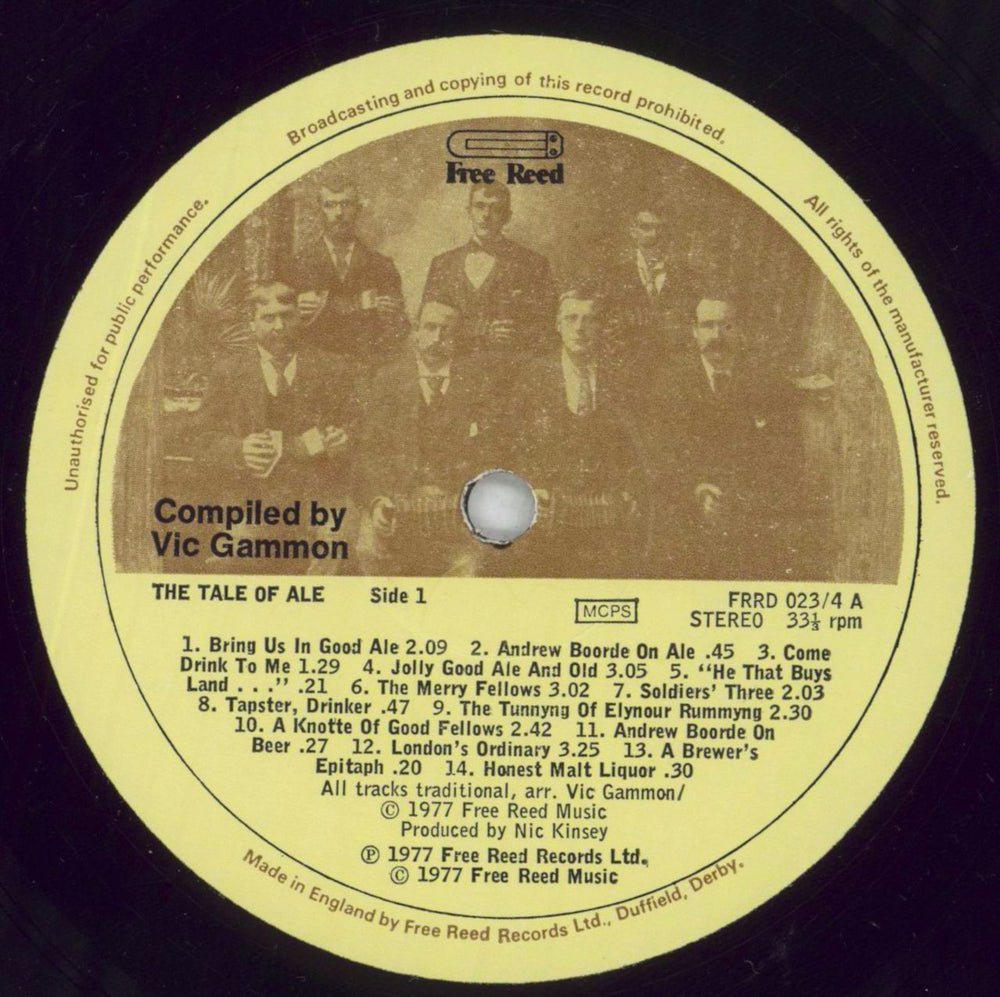 Broadcasting and copying of this record prohibited.
Unauthorised for public performance.
All rights of the manufacturer reserved.
Free Reed
Compiled by
Vic Gammon
THE TALE OF ALE Side 1
MCPS
FRRD 023/4 A
STEREO 33⅓ rpm
1. Bring Us In Good Ale 2.09 2. Andrew Boorde On Ale .45 3. Come
Drink To Me 1.29 4. Jolly Good Ale And Old 3.05 5. “He That Buys
Land . . .” .21 6. The Merry Fellows 3.02 7. Soldiers’ Three 2.03
8. Tapster, Drinker .47 9. The Tunnyng Of Elynour Rummyng 2.30
10. A Knotte Of Good Fellows 2.42 11. Andrew Boorde On
Beer .27 12. London’s Ordinary 3.25 13. A Brewer’s
Epitaph .20 14. Honest Malt Liquor .30
All tracks traditional, arr. Vic Gammon/
© 1977 Free Reed Music
Produced by Nic Kinsey
℗ 1977 Free Reed Records Ltd.
© 1977 Free Reed Music
Made in England by Free Reed Records Ltd., Duffield, Derby.